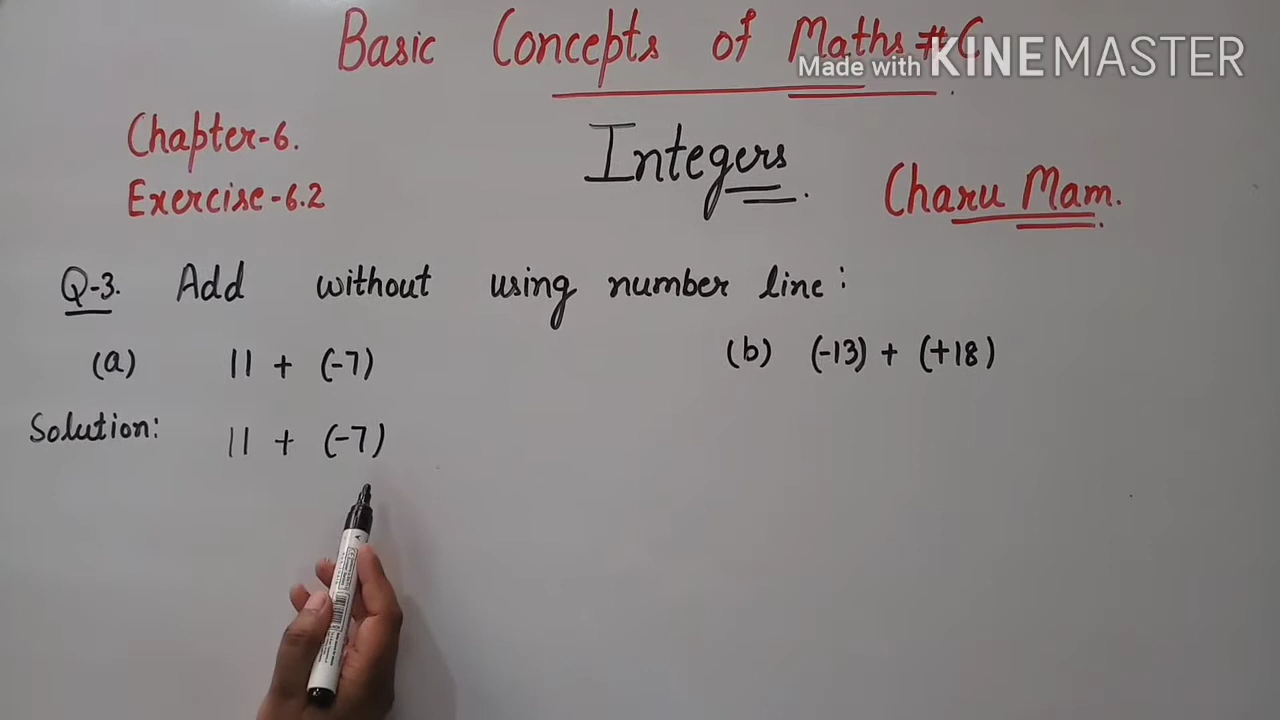 Basic Concepts of Maths # C
Made with KINEMASTER
Chapter-6.
Exercise-6.2
Integers
Charu Mam.
Q-3. Add without using number line:
(a) 11 + (-7)
(b) (-13) + (+18)
Solution: 11 + (-7)